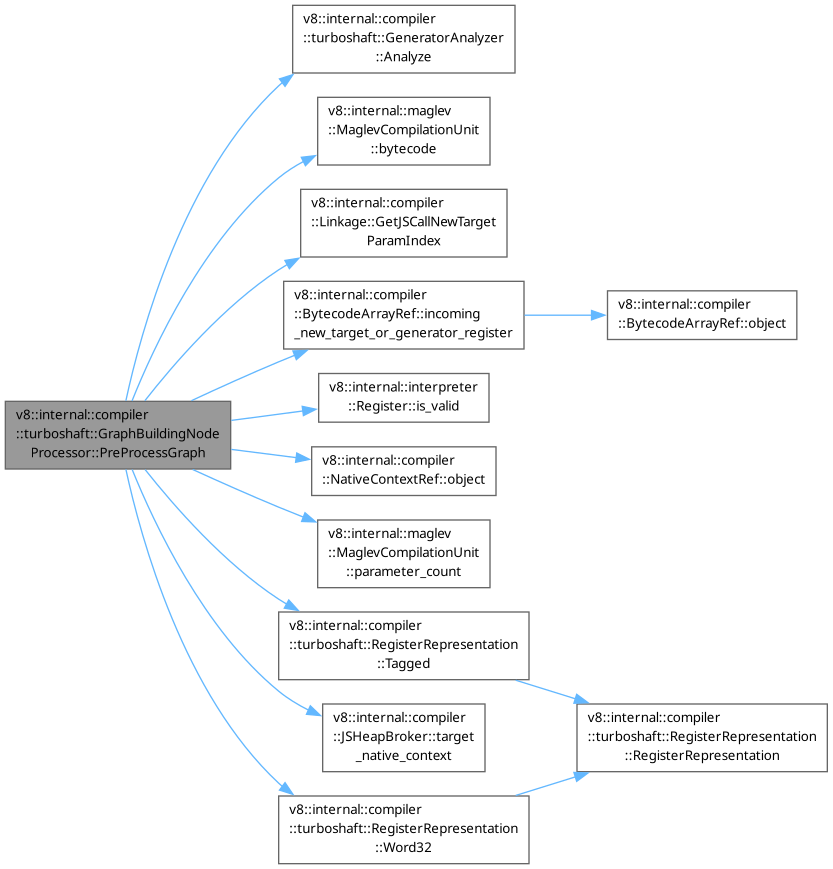 v8::internal::compiler
::turboshaft::GeneratorAnalyzer
::Analyze
v8::internal::maglev
::MaglevCompilationUnit
::bytecode
v8::internal::compiler
::Linkage::GetJSCallNewTarget
ParamIndex
v8::internal::compiler
::BytecodeArrayRef::incoming
_new_target_or_generator_register
v8::internal::compiler
::BytecodeArrayRef::object
v8::internal::interpreter
::Register::is_valid
v8::internal::compiler
::turboshaft::GraphBuildingNode
Processor::PreProcessGraph
v8::internal::compiler
::NativeContextRef::object
v8::internal::maglev
::MaglevCompilationUnit
::parameter_count
v8::internal::compiler
::turboshaft::RegisterRepresentation
::Tagged
v8::internal::compiler
::JSHeapBroker::target
_native_context
v8::internal::compiler
::turboshaft::RegisterRepresentation
::RegisterRepresentation
v8::internal::compiler
::turboshaft::RegisterRepresentation
::Word32